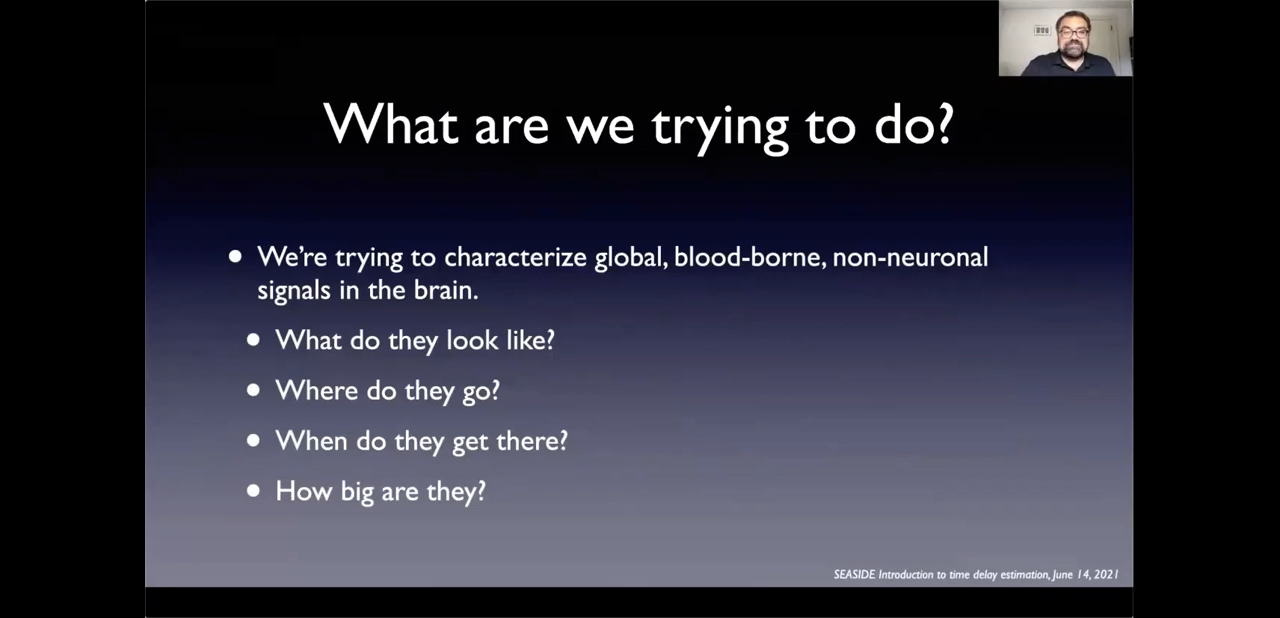 What are we trying to do?
• We’re trying to characterize global, blood-borne, non-neuronal
signals in the brain.
• What do they look like?
• Where do they go?
• When do they get there?
• How big are they?
SEASIDE Introduction to time delay estimation, June 14, 2021